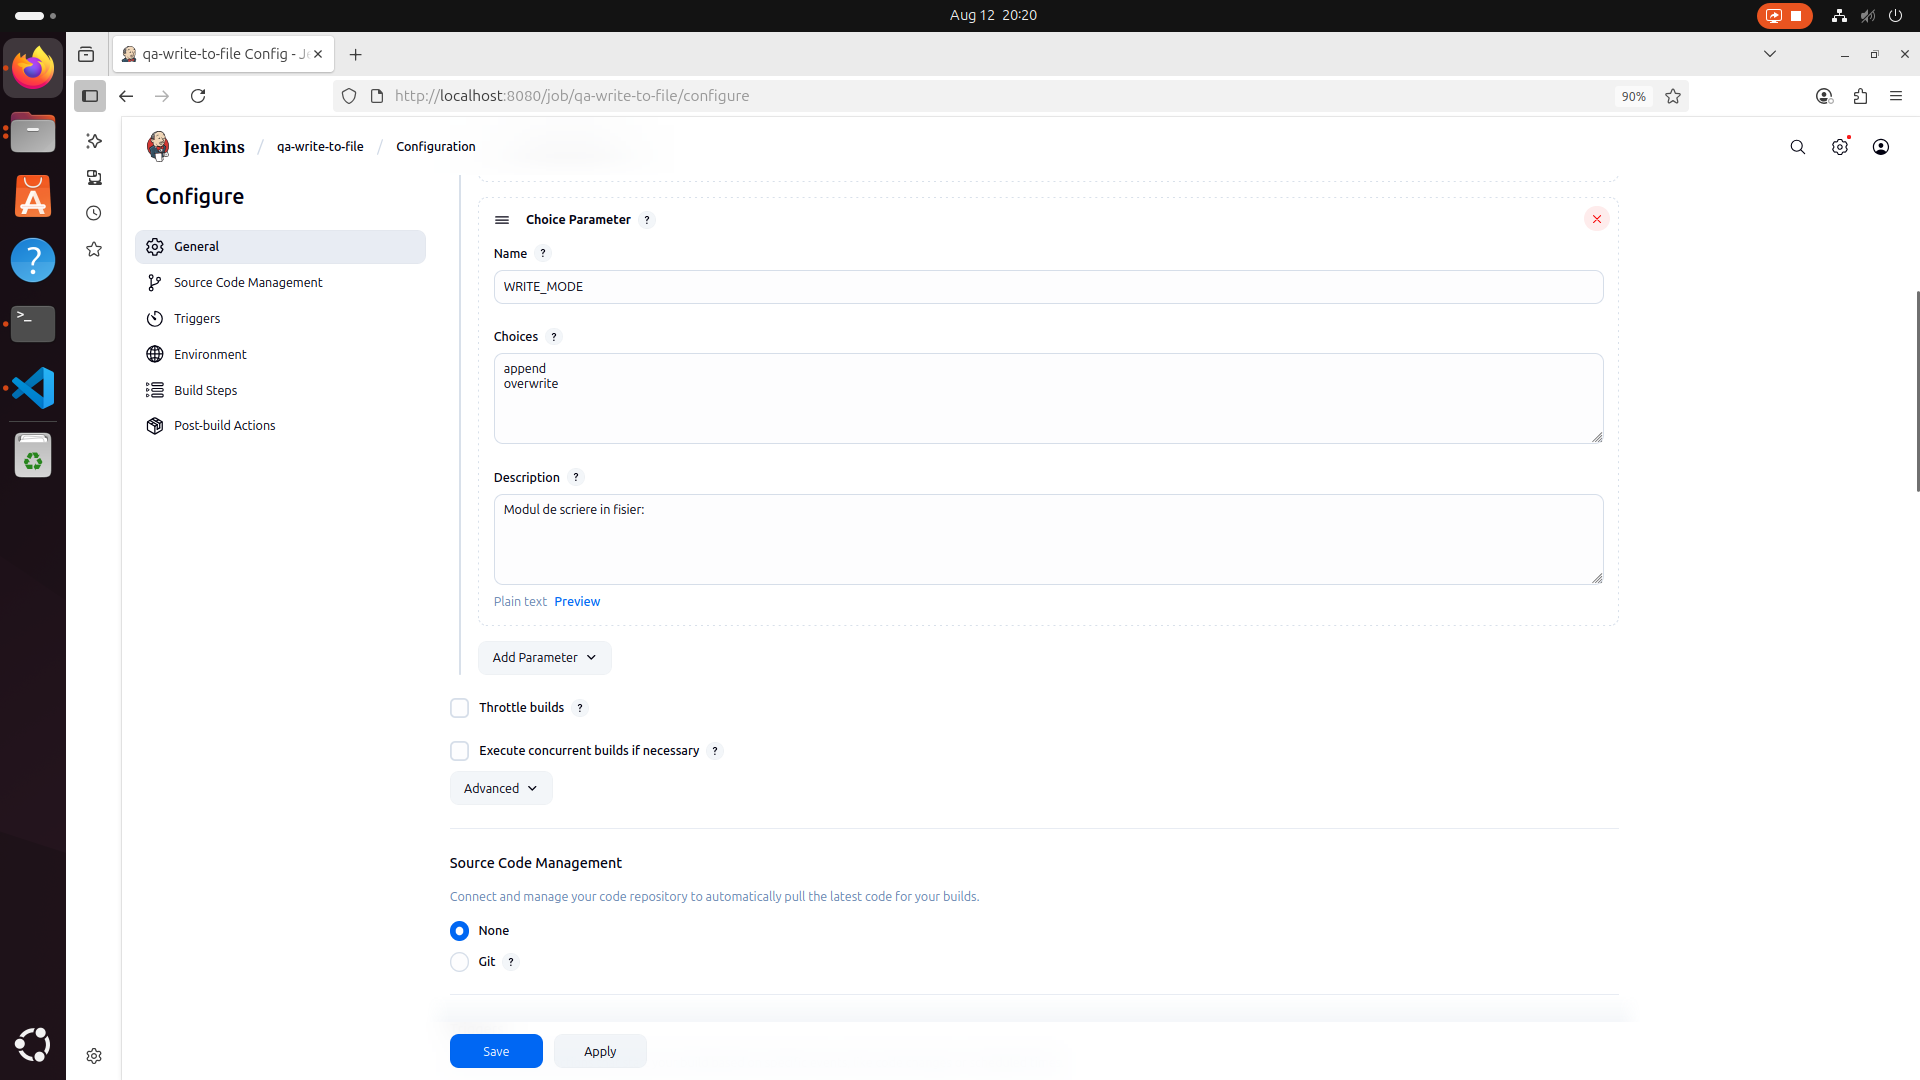 Aug 12 20:20
qa-write-to-file Config - Je
http://localhost:8080/job/qa-write-to-file/configure
90%
Jenkins / qa-write-to-file / Configuration
Configure
General
Source Code Management
Triggers
Environment
Build Steps
Post-build Actions
Choice Parameter ?
Name ?
WRITE_MODE
Choices ?
append
overwrite
Description ?
Modul de scriere in fisier:
Plain text Preview
Add Parameter
Throttle builds ?
Execute concurrent builds if necessary ?
Advanced
Source Code Management
Connect and manage your code repository to automatically pull the latest code for your builds.
None
Git ?
Save
Apply